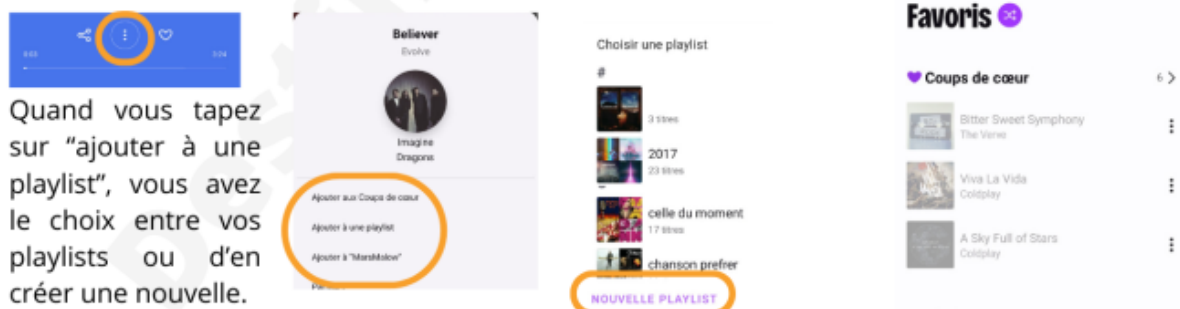 0:03
3:24
Quand vous tapez
sur “ajouter à une
playlist”, vous avez
le choix entre vos
playlists ou d'en
créer une nouvelle.
Believer
Evolve
Imagine
Dragons
Ajouter aux Coups de cœur
Ajouter à une playlist
Ajouter à "MarsMolow"
Choisir une playlist
#
3 titres
2017
23 titres
celle du moment
17 titres
chanson prefrer
NOUVELLE PLAYLIST
Favoris
Coups de cœur
6 >
Bitter Sweet Symphony
The Verve
Viva La Vida
Coldplay
A Sky Full of Stars
Coldplay